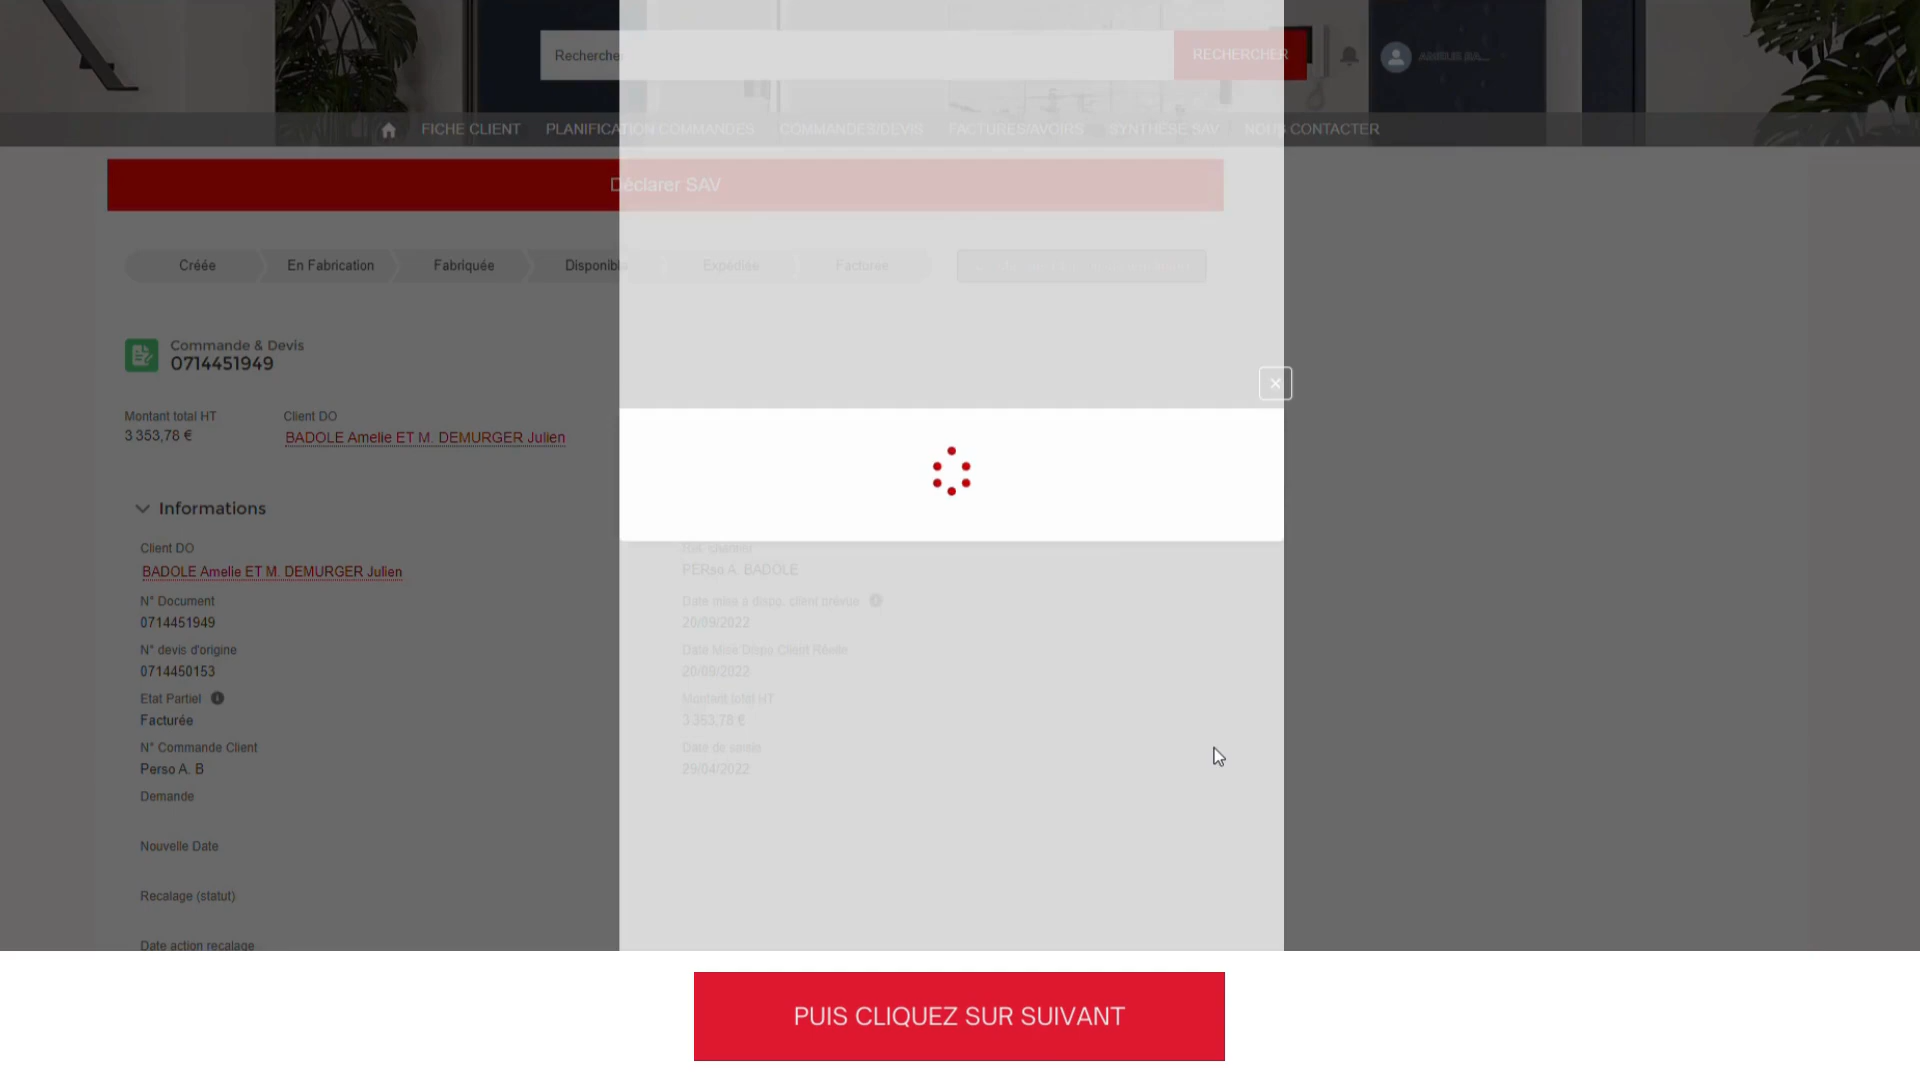 Rechercher
RECHERCHER
FICHE CLIENT
PLANIFICATION COMMANDES
COMMANDES/DEVIS
FACTURES/AVOIRS
SYNTHÈSE SAV
NOUS CONTACTER
Déclarer SAV
Créée
En Fabrication
Fabriquée
Disponible
Expédiée
Facturée
Commande & Devis
0714451949
Montant total HT
Client DO
3 353,78 €
BADOLE Amelie ET M. DEMURGER Julien
Informations
Client DO
Réf. chantier
BADOLE Amelie ET M. DEMURGER Julien
PERso A. BADOLE
N° Document
Date mise à dispo. client prévue
0714451949
20/09/2022
N° devis d'origine
Date Mise Dispo Client Réelle
0714450153
20/09/2022
Etat Partiel
Montant total HT
Facturée
3 353,78 €
N° Commande Client
Date de saisie
Perso A. B
29/04/2022
Demande
Nouvelle Date
Recalage (statut)
Date action recalage
PUIS CLIQUEZ SUR SUIVANT